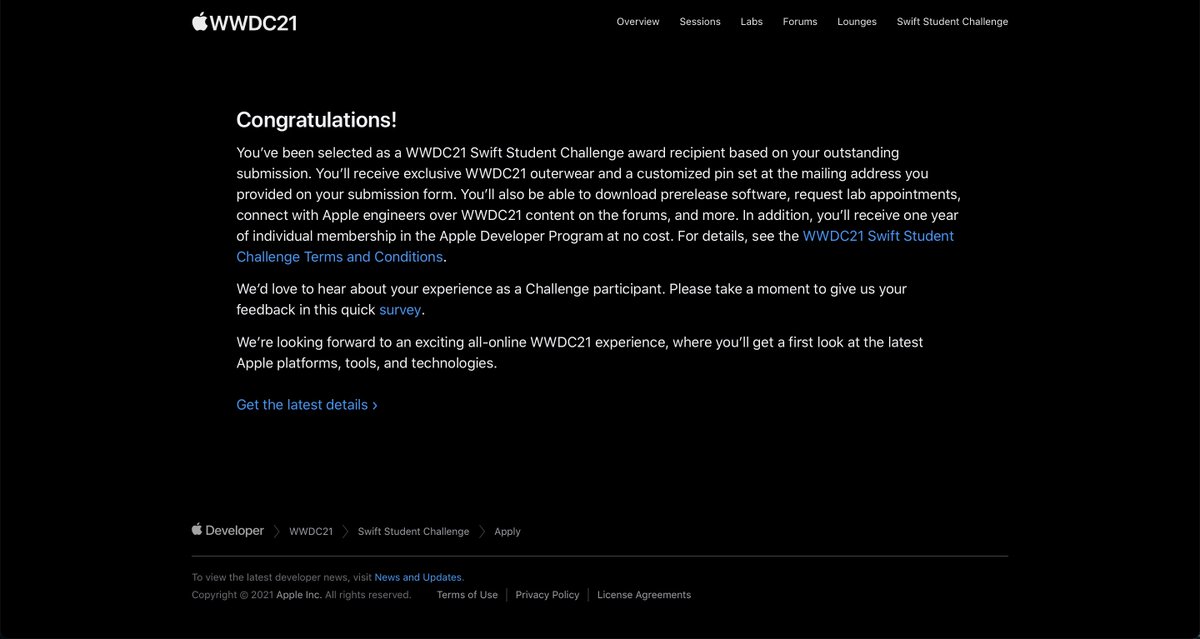 WWDC21
Overview Sessions Labs Forums Lounges Swift Student Challenge
Congratulations!
You’ve been selected as a WWDC21 Swift Student Challenge award recipient based on your outstanding
submission. You’ll receive exclusive WWDC21 outerwear and a customized pin set at the mailing address you
provided on your submission form. You’ll also be able to download prerelease software, request lab appointments,
connect with Apple engineers over WWDC21 content on the forums, and more. In addition, you’ll receive one year
of individual membership in the Apple Developer Program at no cost. For details, see the WWDC21 Swift Student
Challenge Terms and Conditions.
We’d love to hear about your experience as a Challenge participant. Please take a moment to give us your
feedback in this quick survey.
We’re looking forward to an exciting all-online WWDC21 experience, where you’ll get a first look at the latest
Apple platforms, tools, and technologies.
Get the latest details ›
Developer WWDC21 Swift Student Challenge Apply
To view the latest developer news, visit News and Updates.
Copyright © 2021 Apple Inc. All rights reserved. Terms of Use Privacy Policy License Agreements